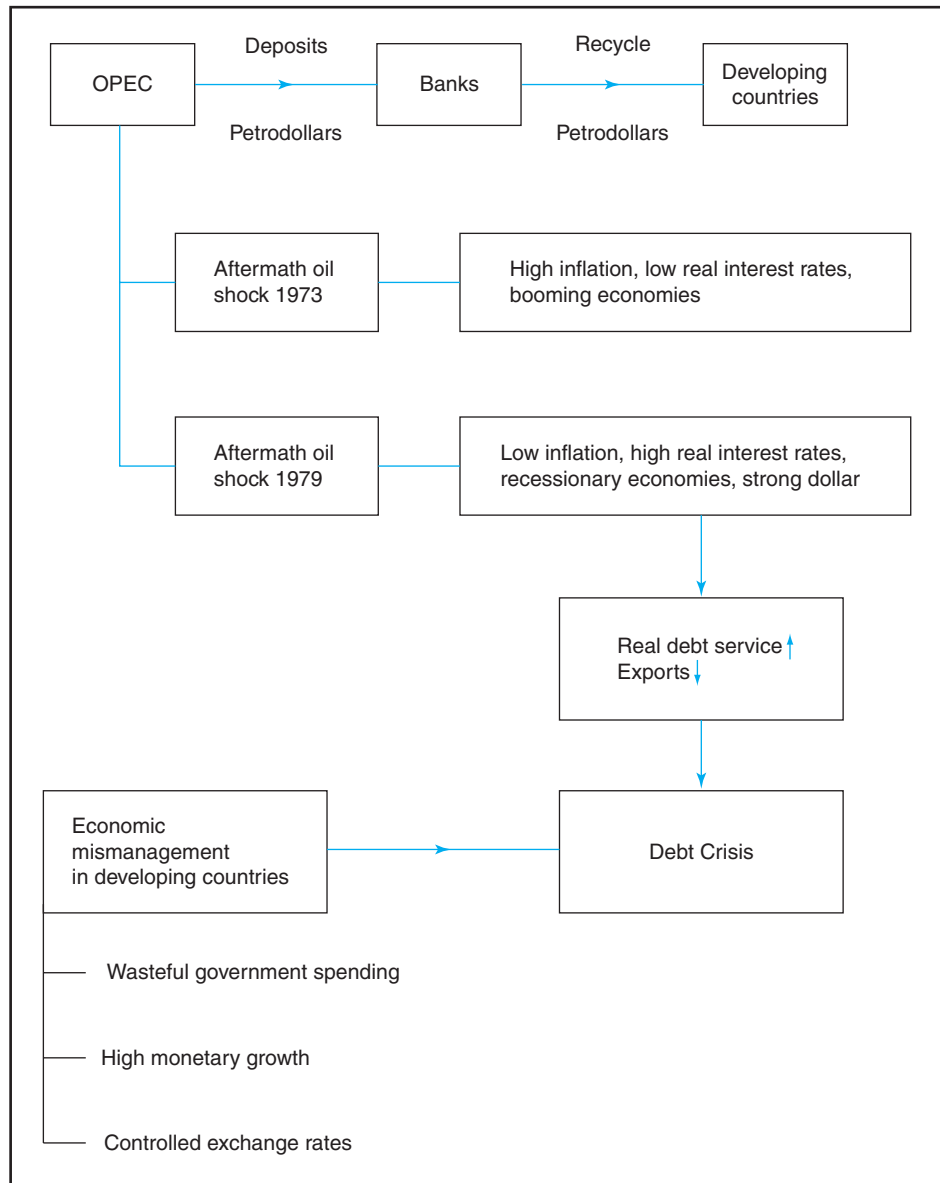 Deposits
Recycle
OPEC
Banks
Developing
countries
Petrodollars
Petrodollars
Aftermath oil
shock 1973
High inflation, low real interest rates,
booming economies
Aftermath oil
shock 1979
Low inflation, high real interest rates,
recessionary economies, strong dollar
Real debt service ↑
Exports ↓
Economic
mismanagement
in developing countries
Debt Crisis
Wasteful government spending
High monetary growth
Controlled exchange rates